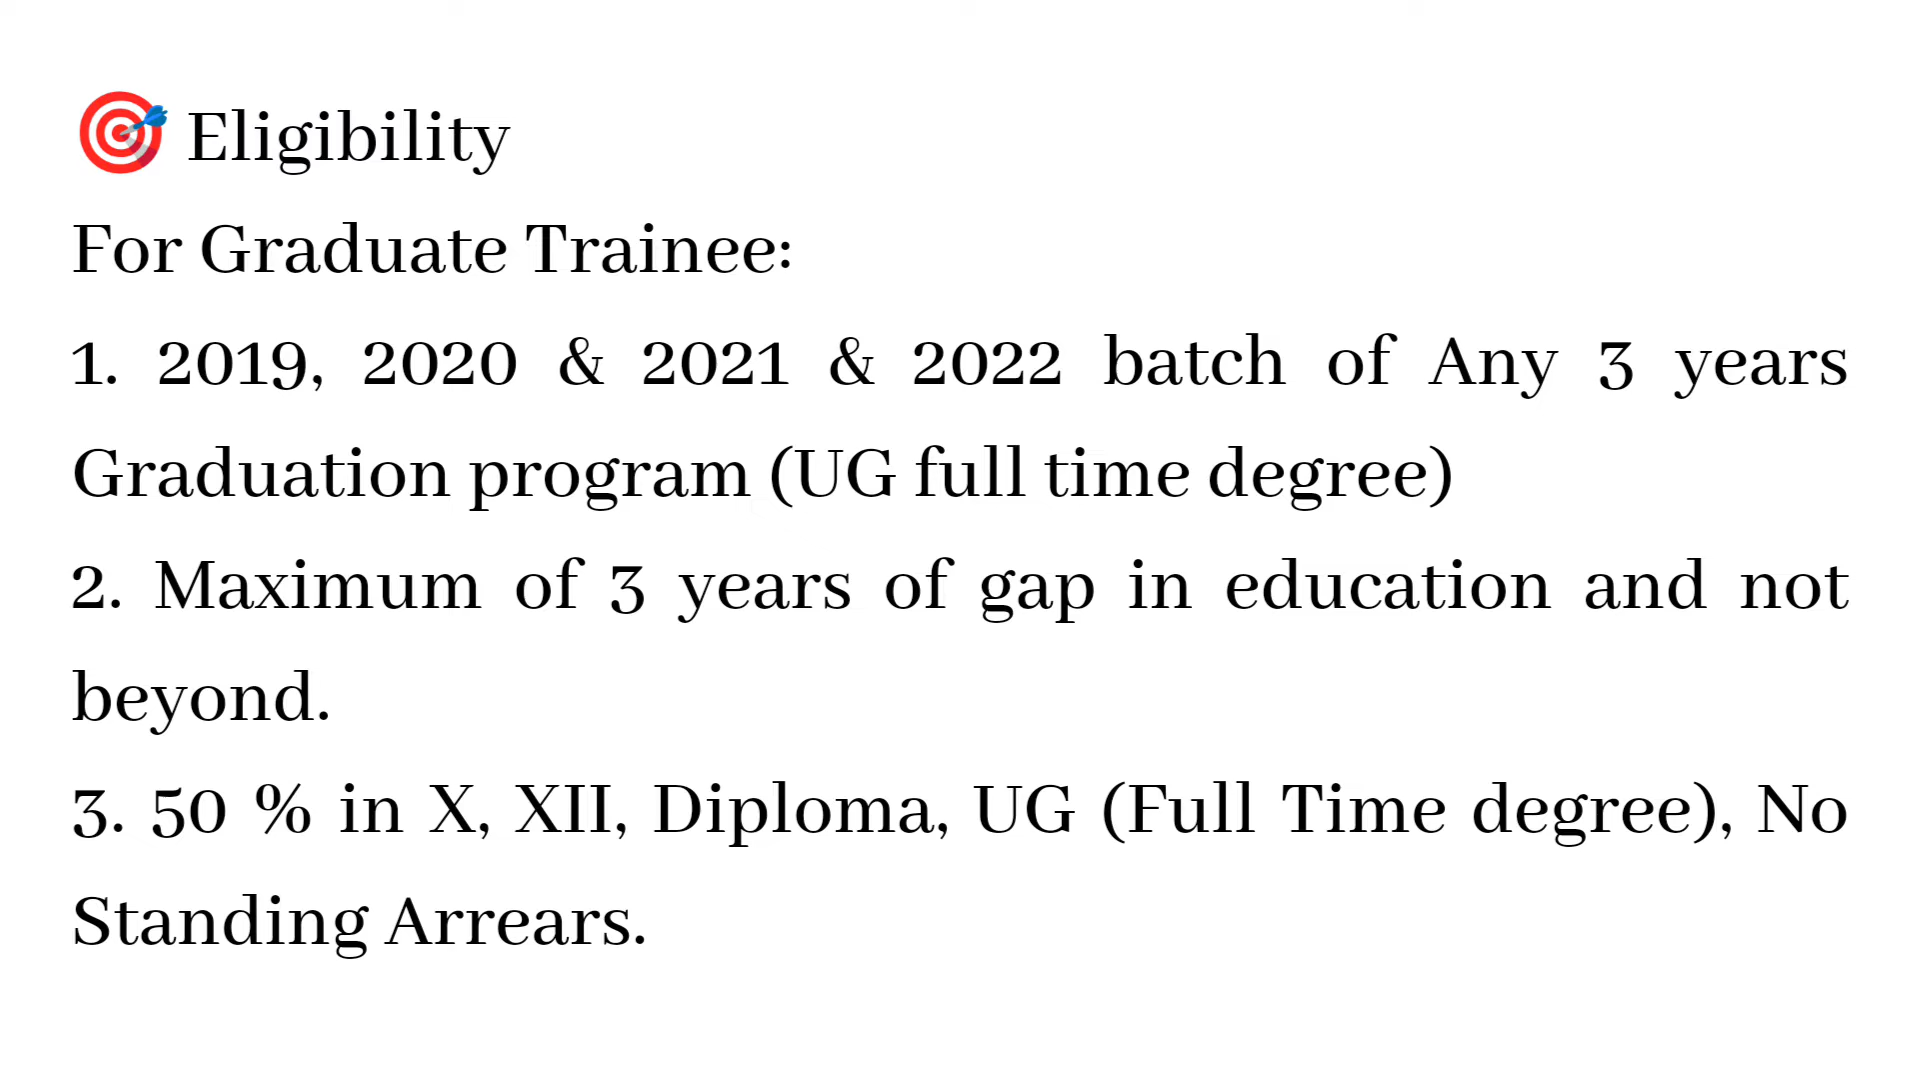 🎯 Eligibility
For Graduate Trainee:
1. 2019, 2020 & 2021 & 2022 batch of Any 3 years
Graduation program (UG full time degree)
2. Maximum of 3 years of gap in education and not
beyond.
3. 50 % in X, XII, Diploma, UG (Full Time degree), No
Standing Arrears.